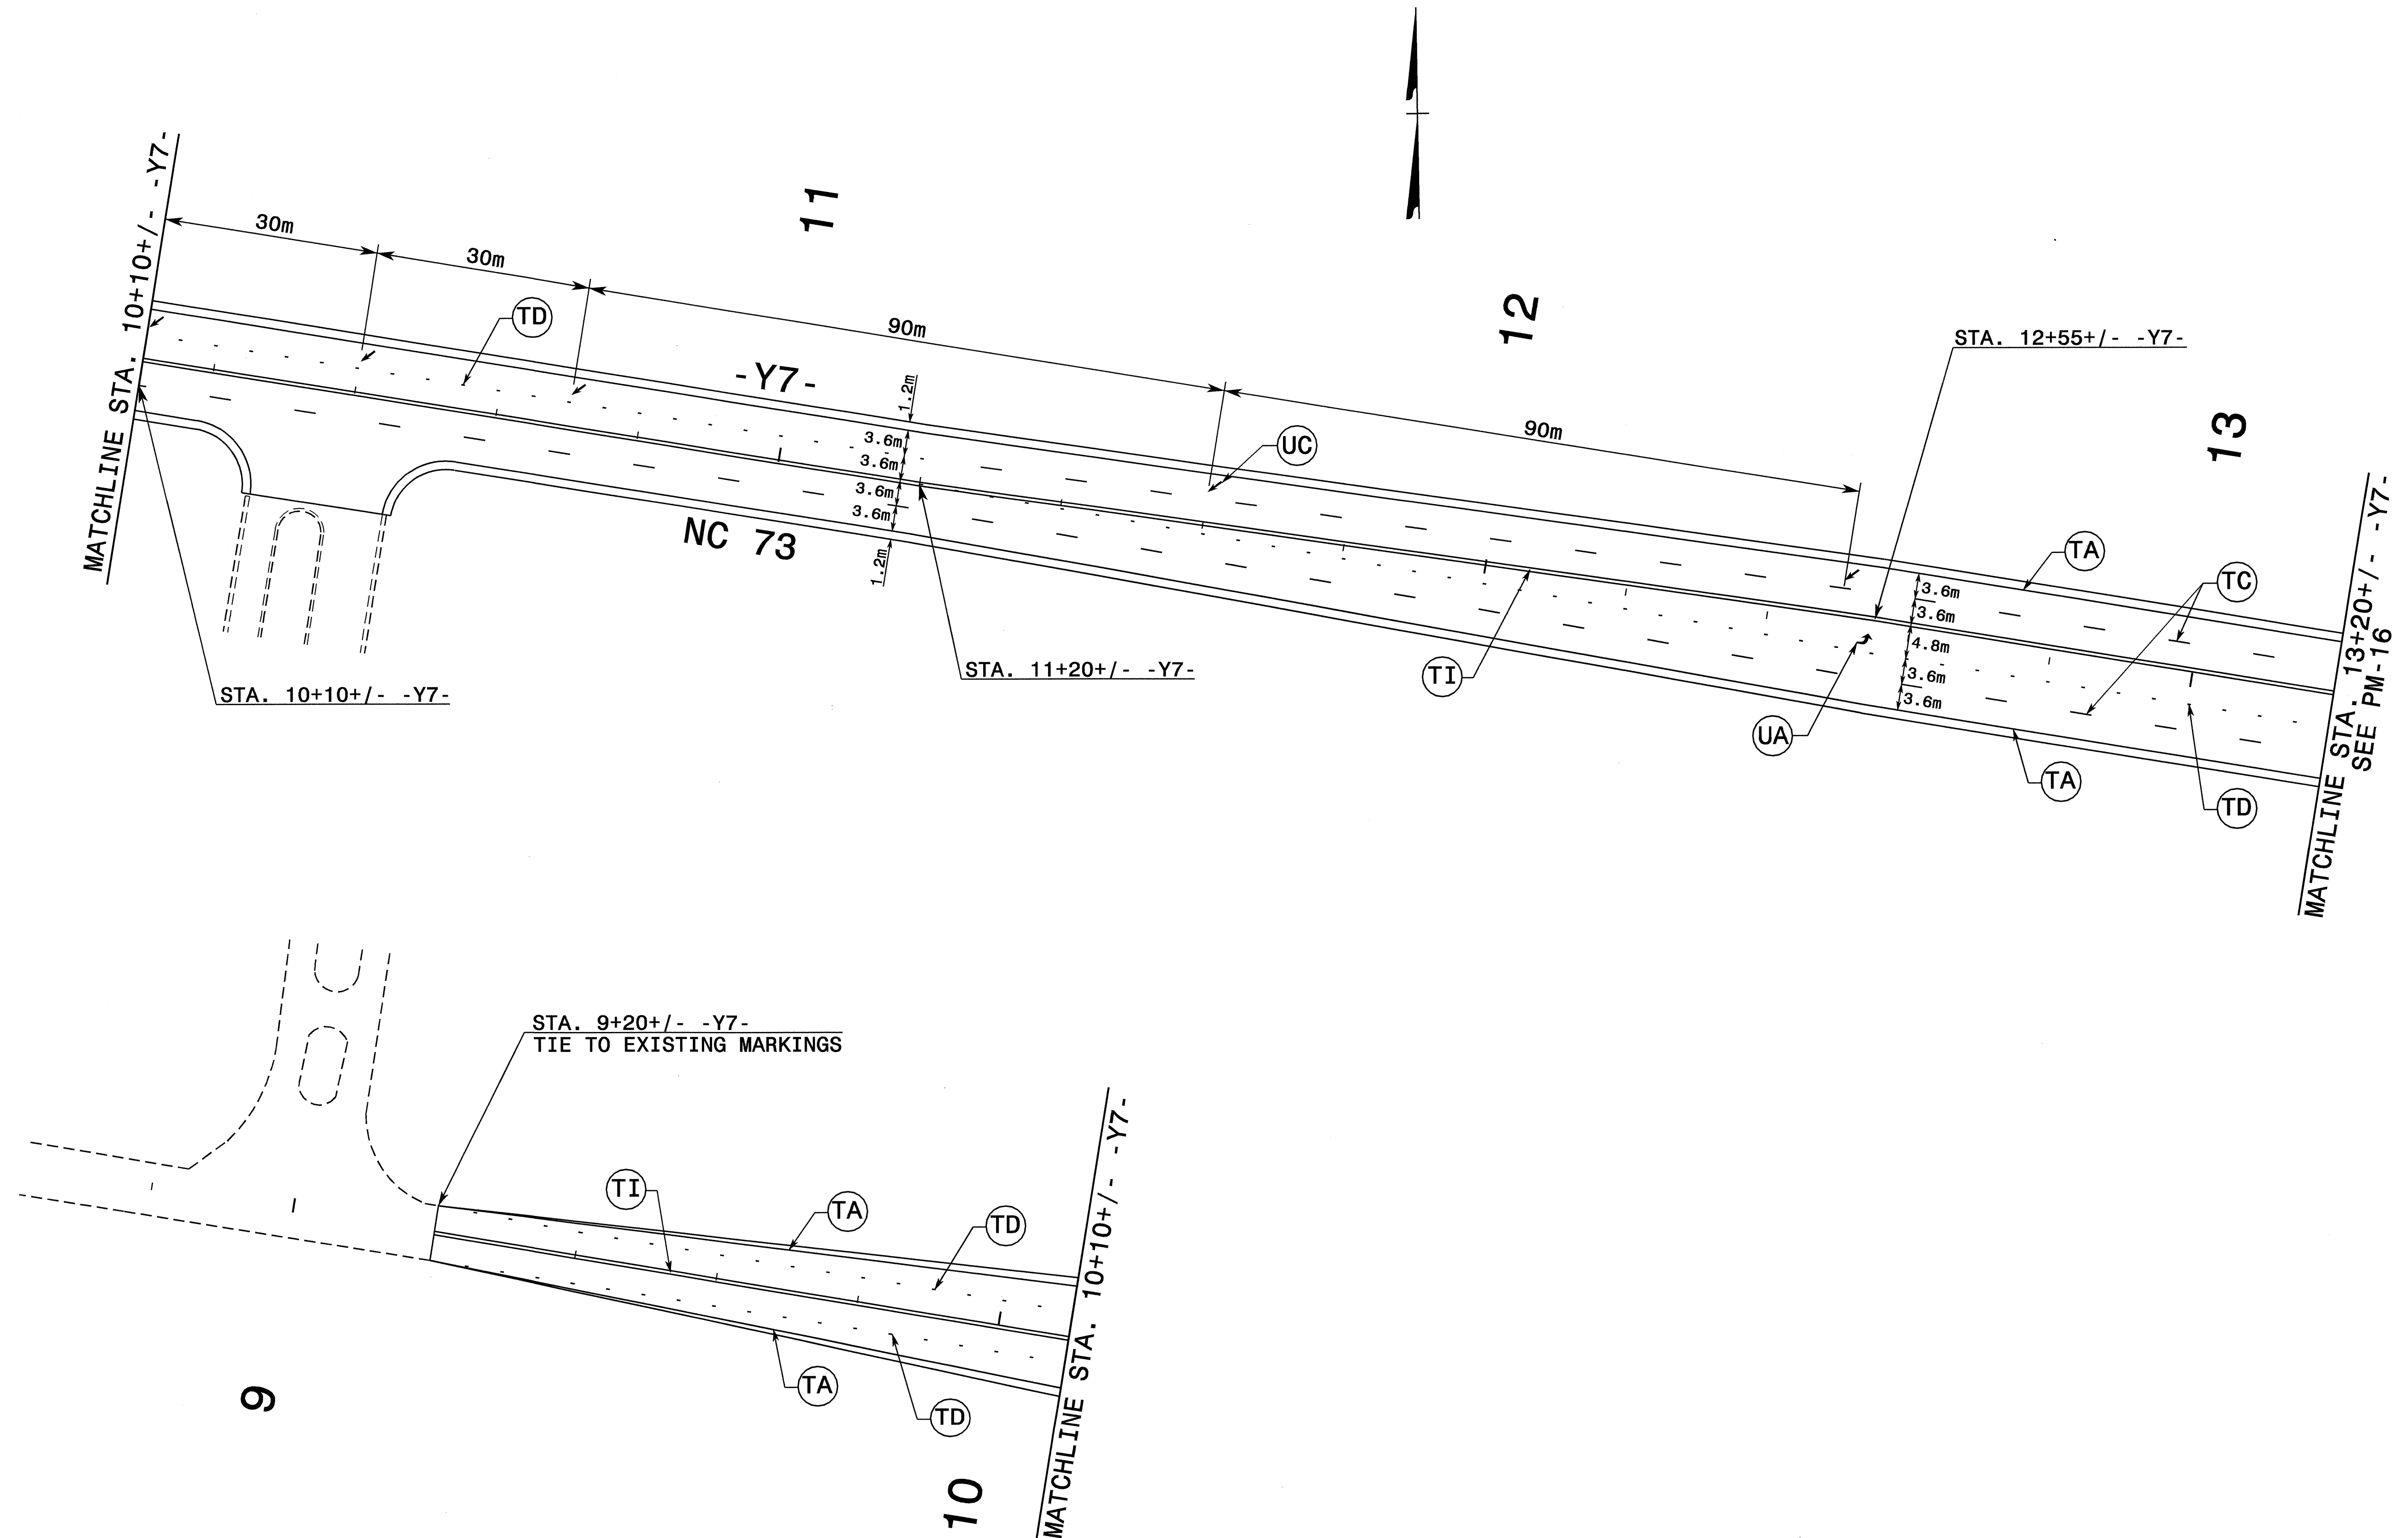 MATCHLINE STA. 10+10+/- -Y7-
30m
30m
TD
11
90m
-Y7-
NC 73
1.2m
3.6m
3.6m
3.6m
3.6m
1.2m
UC
12
90m
STA. 12+55+/- -Y7-
13
TA
TC
3.6m
3.6m
4.8m
3.6m
3.6m
STA. 10+10+/- -Y7-
STA. 11+20+/- -Y7-
TI
UA
TA
TD
MATCHLINE STA. 13+20+/- -Y7-
SEE PM-16
STA. 9+20+/- -Y7-
TIE TO EXISTING MARKINGS
TI
TA
TD
TA
TD
9
10
MATCHLINE STA. 10+10+/- -Y7-